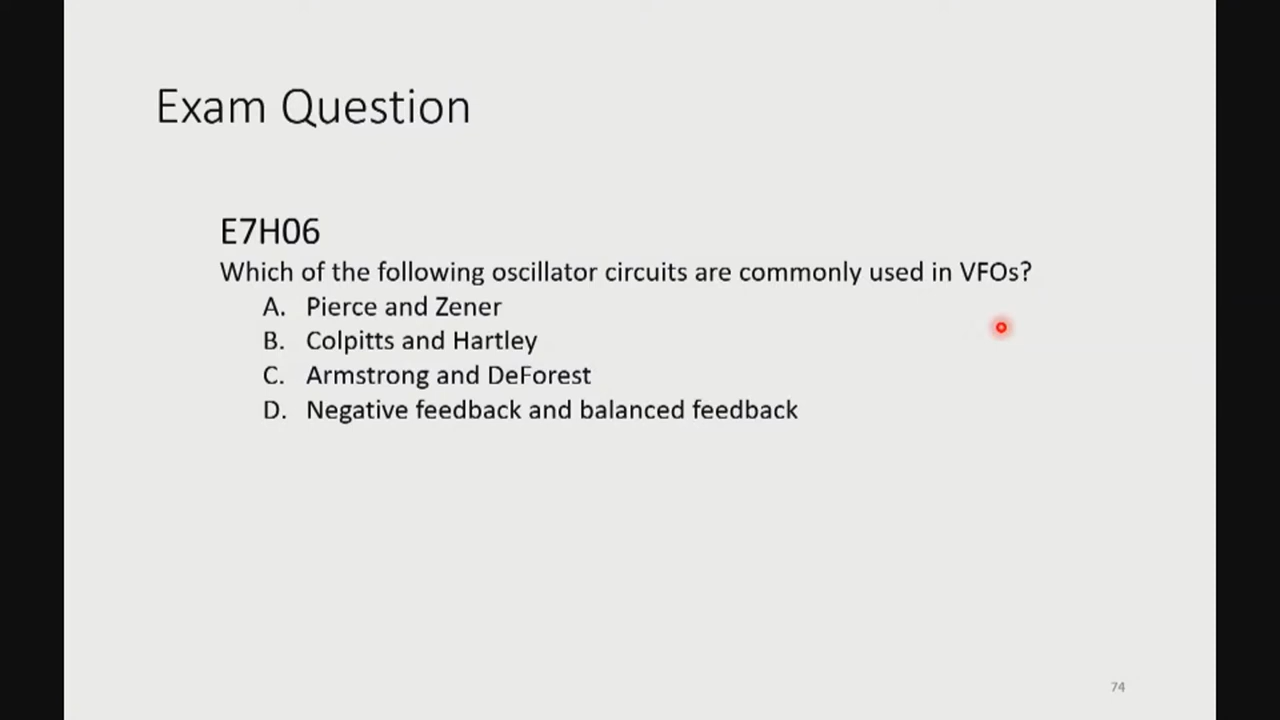 Exam Question
E7H06
Which of the following oscillator circuits are commonly used in VFOs?
A. Pierce and Zener
B. Colpitts and Hartley
C. Armstrong and DeForest
D. Negative feedback and balanced feedback
74